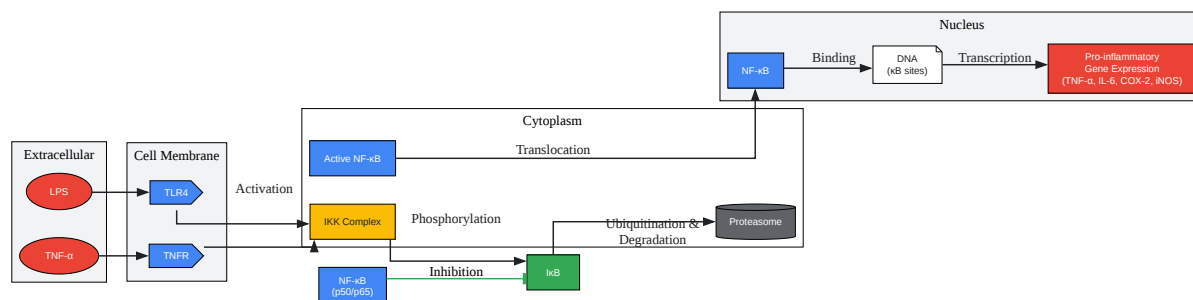 Nucleus
NF-κB
Binding
DNA
(κB sites)
Transcription
Pro-inflammatory
Gene Expression
(TNF-α, IL-6, COX-2, iNOS)
Cytoplasm
Extracellular
Cell Membrane
Active NF-κB
Translocation
LPS
TLR4
Activation
IKK Complex
Phosphorylation
Ubiquitination &
Degradation
Proteasome
TNF-α
TNFR
NF-κB
(p50/p65)
Inhibition
IκB